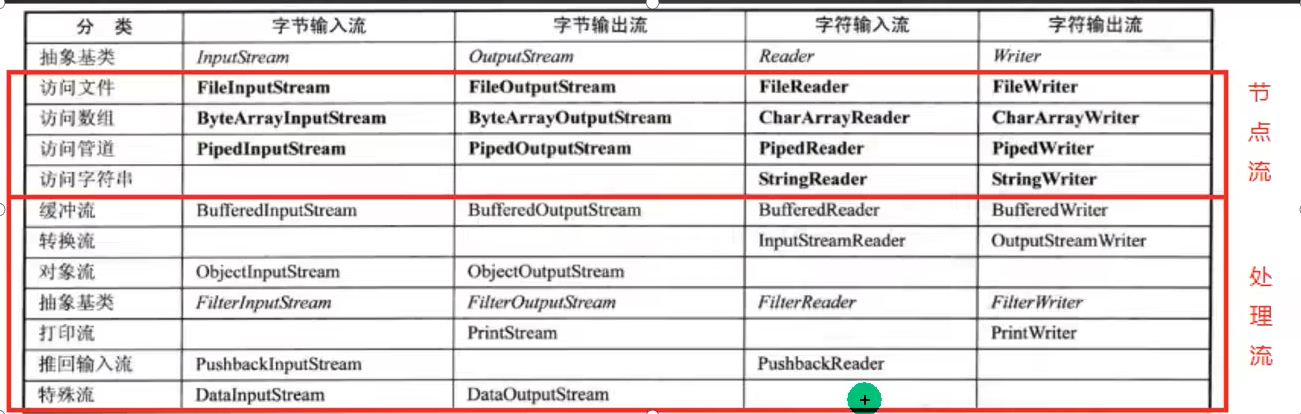 分 类 字节输入流 字节输出流 字符输入流 字符输出流
抽象基类 InputStream OutputStream Reader Writer
访问文件 FileInputStream FileOutputStream FileReader FileWriter
访问数组 ByteArrayInputStream ByteArrayOutputStream CharArrayReader CharArrayWriter
访问管道 PipedInputStream PipedOutputStream PipedReader PipedWriter
访问字符串 StringReader StringWriter
缓冲流 BufferedInputStream BufferedOutputStream BufferedReader BufferedWriter
转换流 InputStreamReader OutputStreamWriter
对象流 ObjectInputStream ObjectOutputStream
抽象基类 FilterInputStream FilterOutputStream FilterReader FilterWriter
打印流 PrintStream PrintWriter
推回输入流 PushbackInputStream PushbackReader
特殊流 DataInputStream DataOutputStream
节点流
处理流